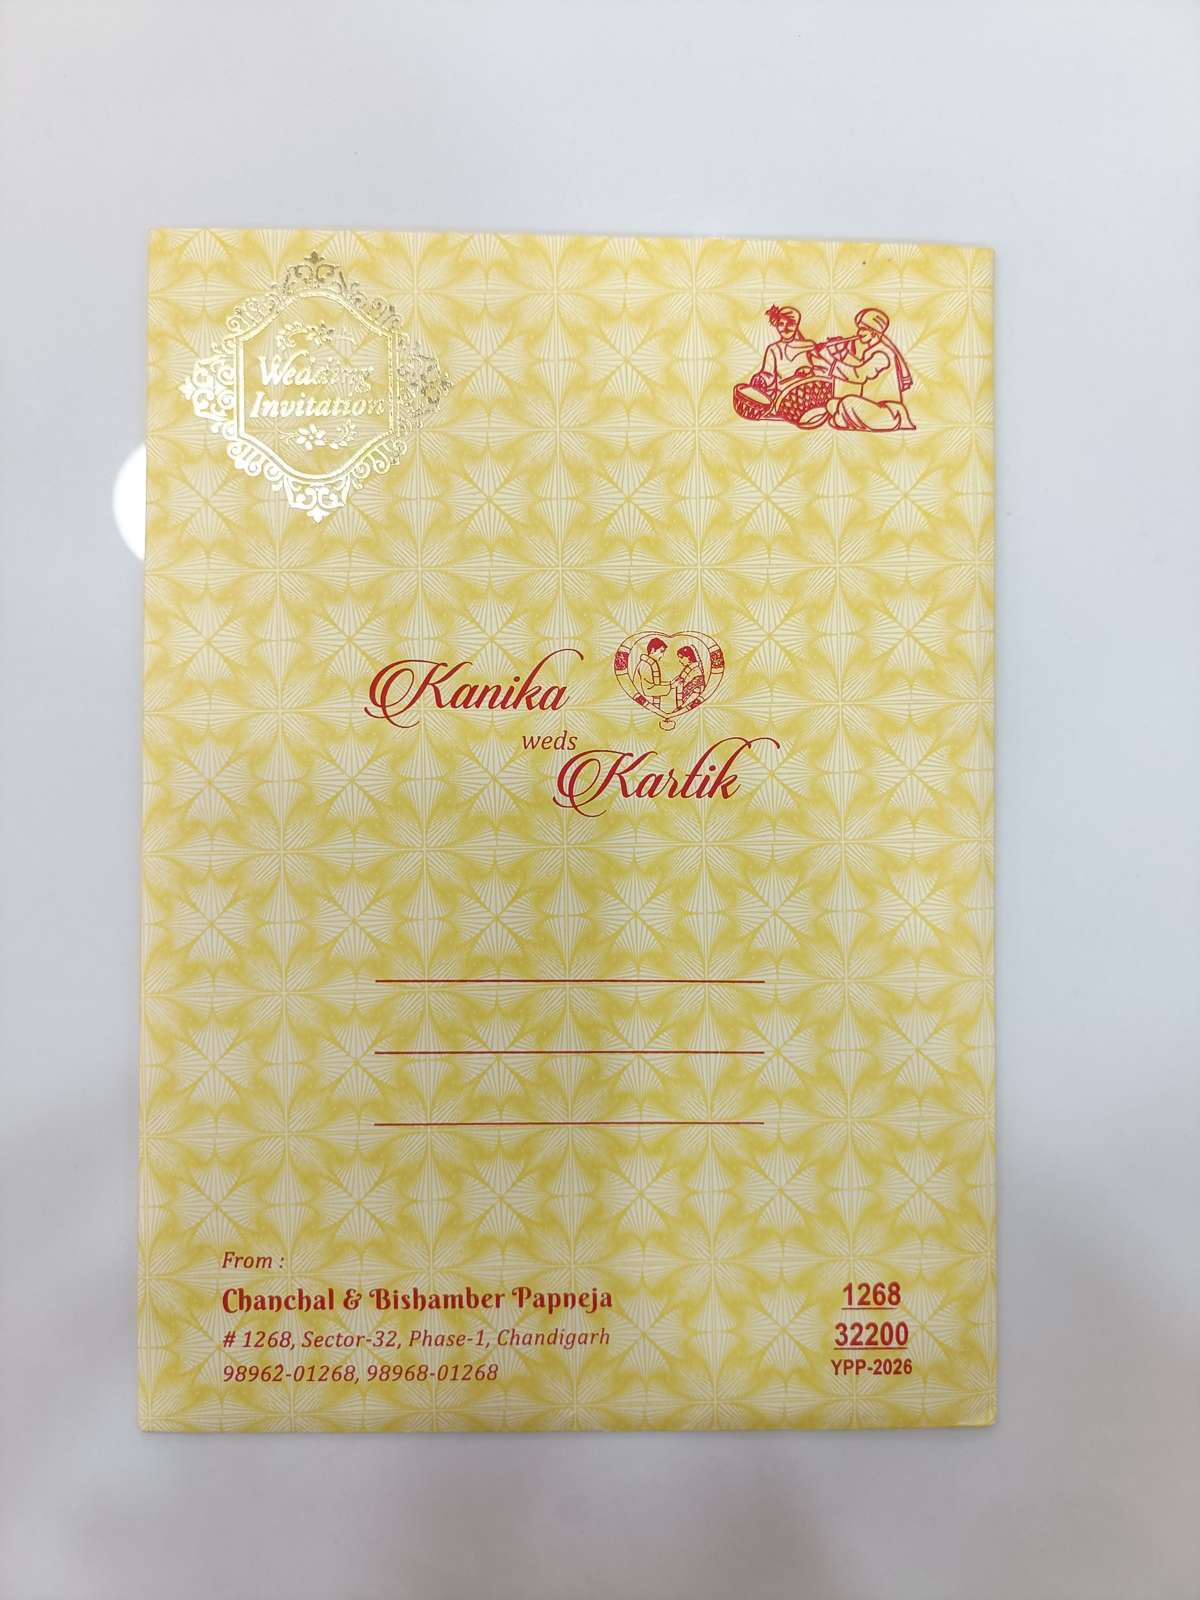 Wedding
Invitation
Kanika
weds
Kartik
From :
Chanchal & Bishamber Papneja
# 1268, Sector-32, Phase-1, Chandigarh
98962-01268, 98968-01268
1268
32200
YPP-2026